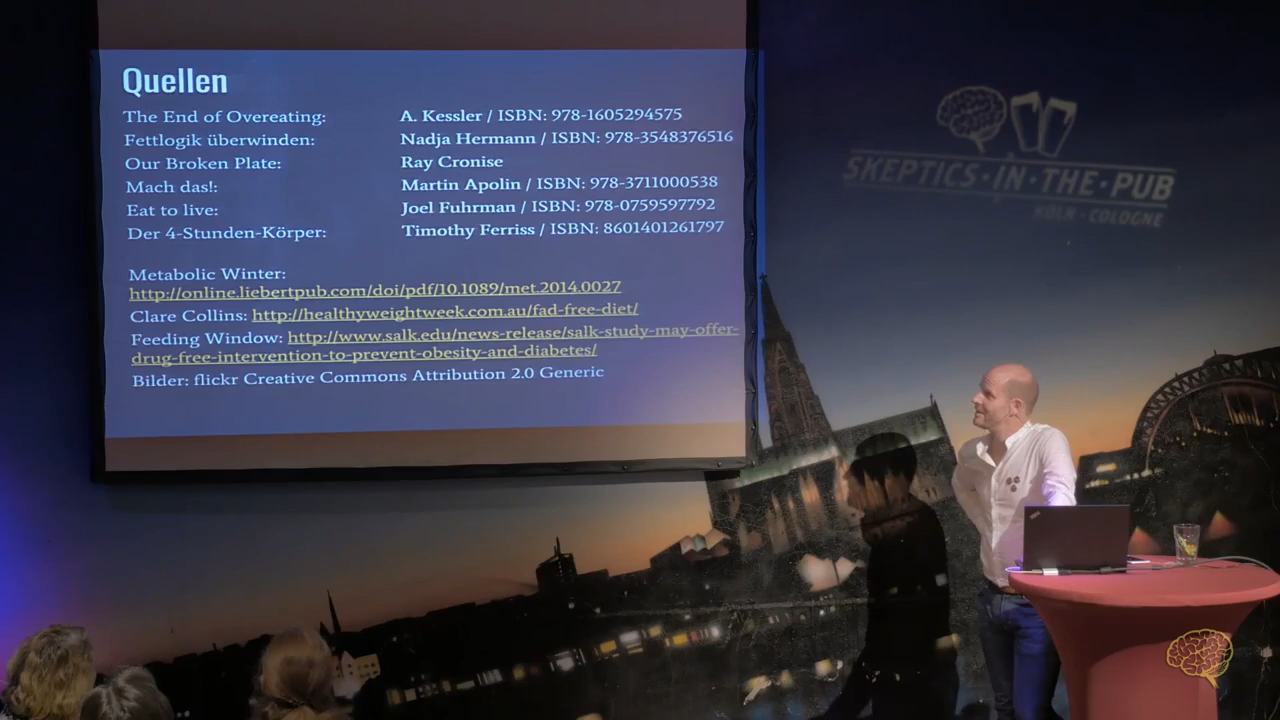 Quellen
The End of Overeating: A. Kessler / ISBN: 978-1605294575
Fettlogik überwinden: Nadja Hermann / ISBN: 978-3548376516
Our Broken Plate: Ray Cronise
Mach das!: Martin Apolin / ISBN: 978-3711000538
Eat to live: Joel Fuhrman / ISBN: 978-0759597792
Der 4-Stunden-Körper: Timothy Ferriss / ISBN: 8601401261797
Metabolic Winter:
http://online.liebertpub.com/doi/pdf/10.1089/met.2014.0027
Clare Collins: http://healthyweightweek.com.au/fad-free-diet/
Feeding Window: http://www.salk.edu/news-release/salk-study-may-offer-
drug-free-intervention-to-prevent-obesity-and-diabetes/
Bilder: flickr Creative Commons Attribution 2.0 Generic
SKEPTICS·IN·THE·PUB
KÖLN · COLOGNE